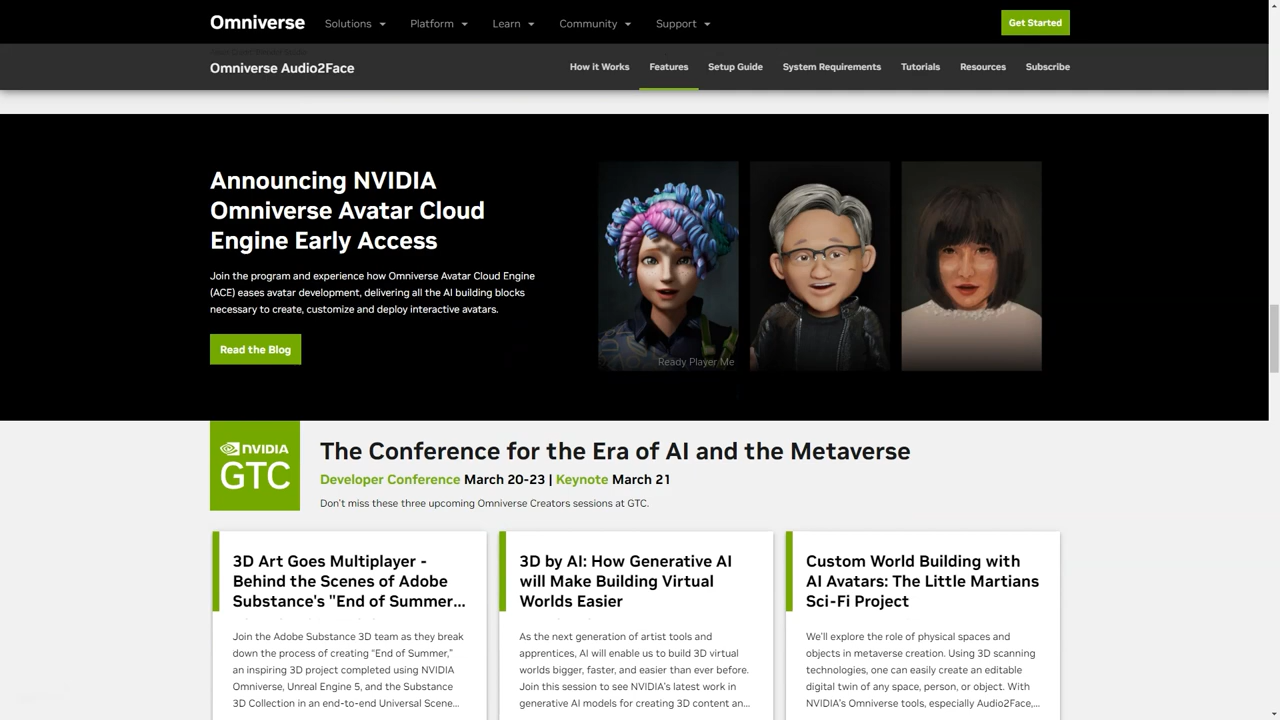 Omniverse
Solutions
Platform
Learn
Community
Support
Get Started
Omniverse Audio2Face
How it Works
Features
Setup Guide
System Requirements
Tutorials
Resources
Subscribe
Announcing NVIDIA
Omniverse Avatar Cloud
Engine Early Access
Join the program and experience how Omniverse Avatar Cloud Engine
(ACE) eases avatar development, delivering all the AI building blocks
necessary to create, customize and deploy interactive avatars.
Read the Blog
Ready Player Me
NVIDIA
GTC
The Conference for the Era of AI and the Metaverse
Developer Conference March 20-23 | Keynote March 21
Don't miss these three upcoming Omniverse Creators sessions at GTC.
3D Art Goes Multiplayer -
Behind the Scenes of Adobe
Substance's "End of Summer...
Join the Adobe Substance 3D team as they break
down the process of creating "End of Summer,"
an inspiring 3D project completed using NVIDIA
Omniverse, Unreal Engine 5, and the Substance
3D Collection in an end-to-end Universal Scene...
3D by AI: How Generative AI
will Make Building Virtual
Worlds Easier
As the next generation of artist tools and
apprentices, AI will enable us to build 3D virtual
worlds bigger, faster, and easier than ever before.
Join this session to see NVIDIA's latest work in
generative AI models for creating 3D content an...
Custom World Building with
AI Avatars: The Little Martians
Sci-Fi Project
We'll explore the role of physical spaces and
objects in metaverse creation. Using 3D scanning
technologies, one can easily create an editable
digital twin of any space, person, or object. With
NVIDIA's Omniverse tools, especially Audio2Face,...